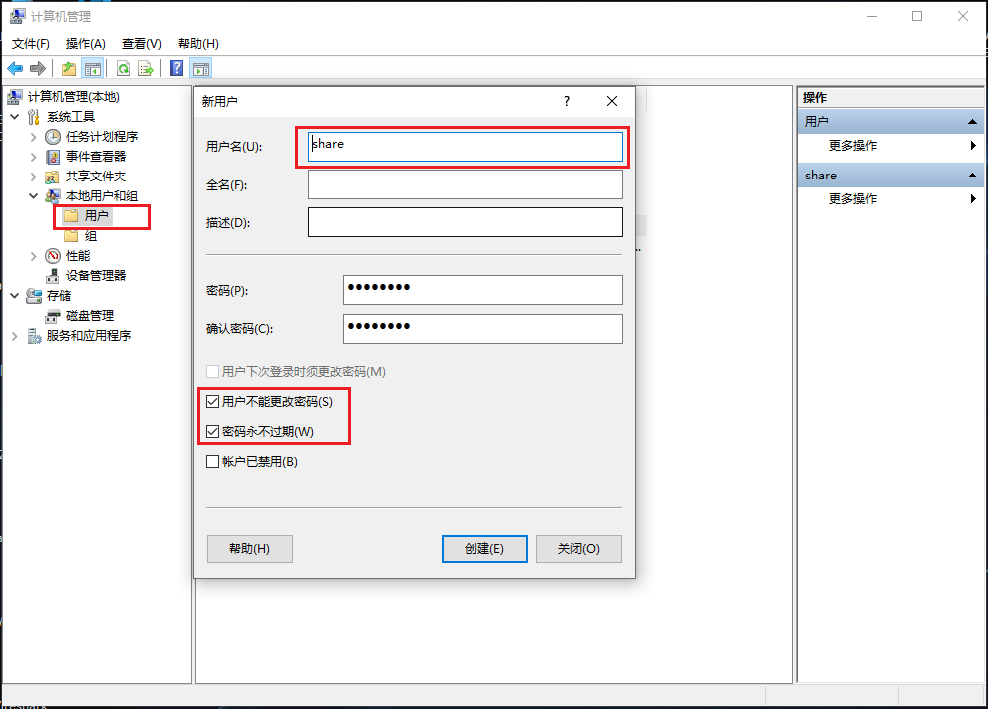 计算机管理
文件(F) 操作(A) 查看(V) 帮助(H)
计算机管理(本地)
系统工具
任务计划程序
事件查看器
共享文件夹
本地用户和组
用户
组
性能
设备管理器
存储
磁盘管理
服务和应用程序
新用户
?
用户名(U):
share
全名(F):
描述(D):
密码(P):
●●●●●●●●
确认密码(C):
●●●●●●●●
用户下次登录时须更改密码(M)
用户不能更改密码(S)
密码永不过期(W)
帐户已禁用(B)
帮助(H) 创建(E) 关闭(O)
操作
用户
更多操作
share
更多操作